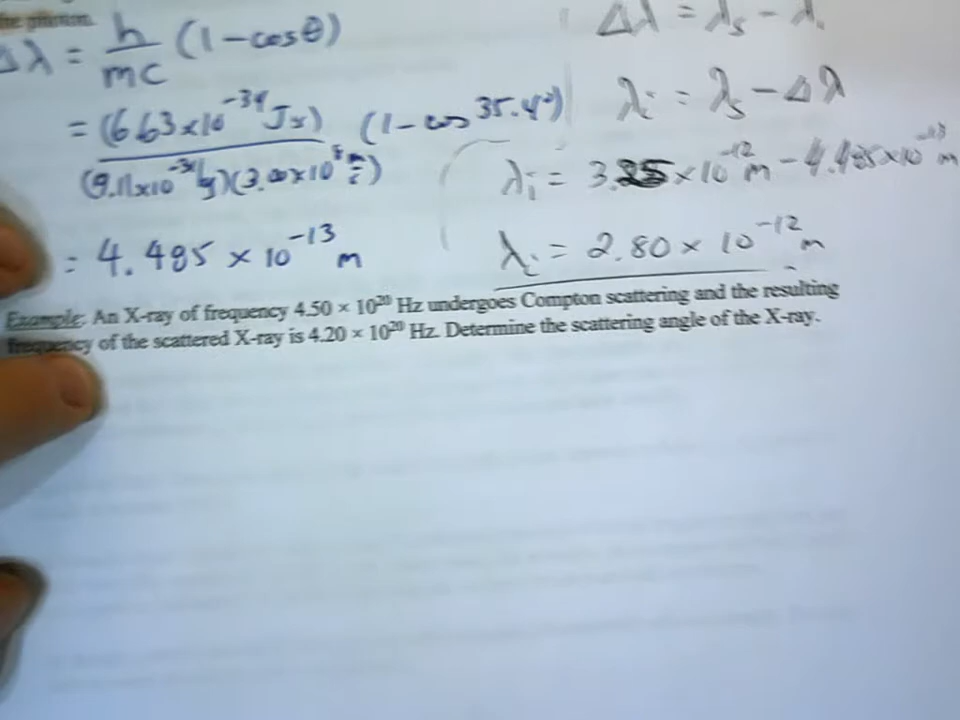 the photon.
Δλ = h/mc (1-cosθ)
= (6.63×10^-34 Js) / (9.11×10^-31 kg)(3.00×10^8 m/s) (1-cos 35.4°)
= 4.485 × 10^-13 m
Δλ = λs - λi
λi = λs - Δλ
λi = 3.25 × 10^-12 m - 4.485×10^-13 m
λi = 2.80 × 10^-12 m
Example: An X-ray of frequency 4.50 × 10^20 Hz undergoes Compton scattering and the resulting
frequency of the scattered X-ray is 4.20 × 10^20 Hz. Determine the scattering angle of the X-ray.